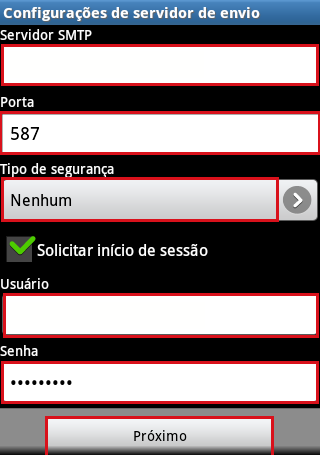 Configurações de servidor de envio
Servidor SMTP
Porta
587
Tipo de segurança
Nenhum
Solicitar início de sessão
Usuário
Senha
•••••••••
Próximo